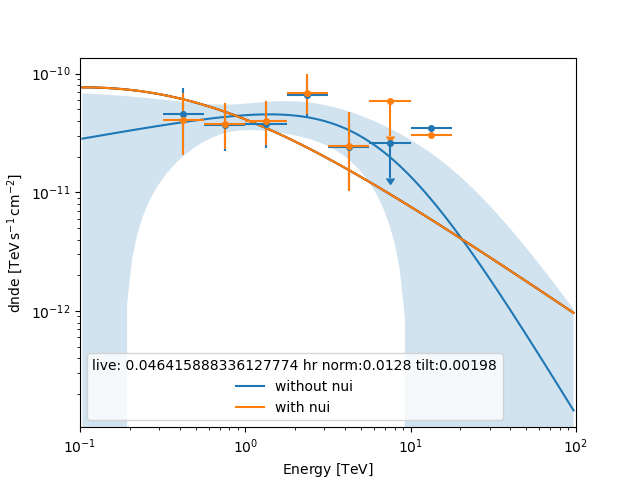 10⁻¹⁰
10⁻¹¹
10⁻¹²
dnde [TeV s⁻¹ cm⁻²]
live: 0.046415888336127774 hr norm:0.0128 tilt:0.00198
without nui
with nui
10⁻¹ 10⁰ 10¹ 10²
Energy [TeV]